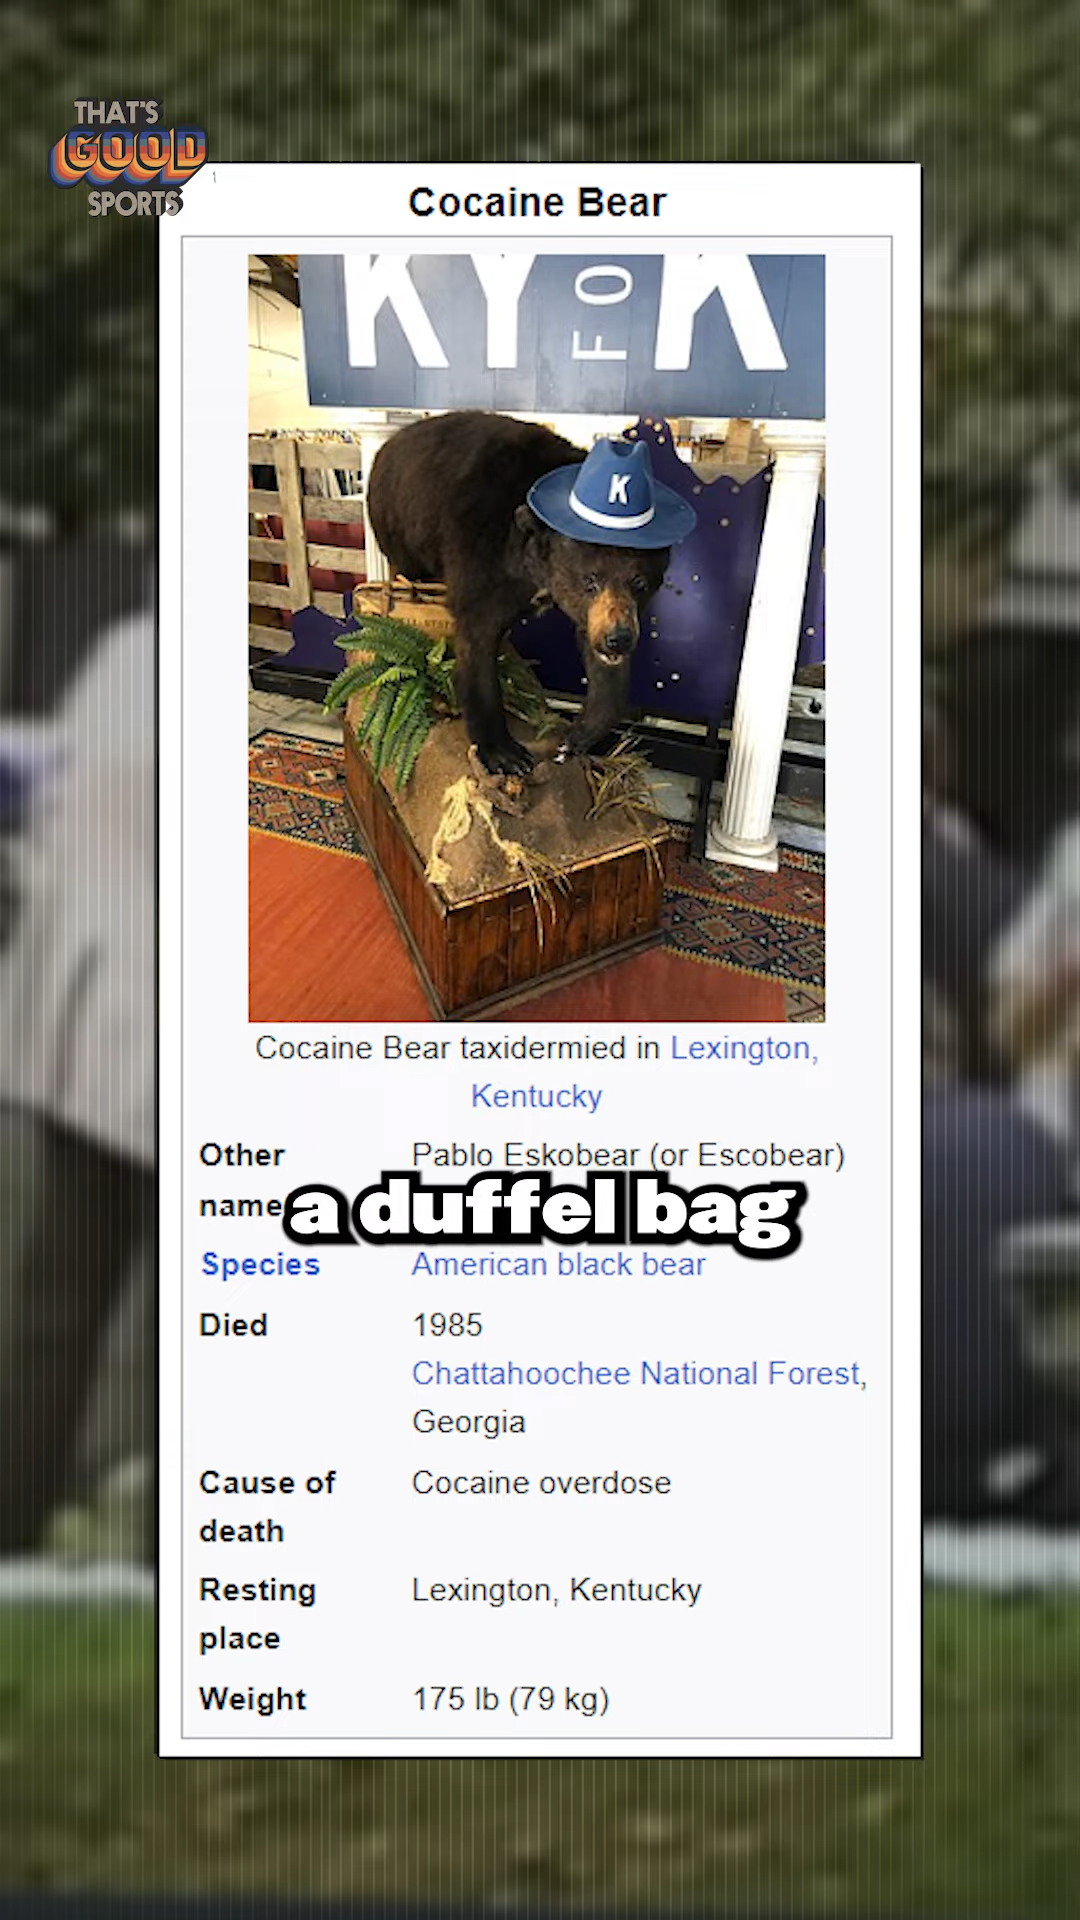 THAT'S
GOOD
SPORTS
Cocaine Bear
KY FO K
K
Cocaine Bear taxidermied in Lexington,
Kentucky
Other
name
Pablo Eskobear (or Escobear)
a duffel bag
Species
American black bear
Died
1985
Chattahoochee National Forest,
Georgia
Cause of
death
Cocaine overdose
Resting
place
Lexington, Kentucky
Weight
175 lb (79 kg)